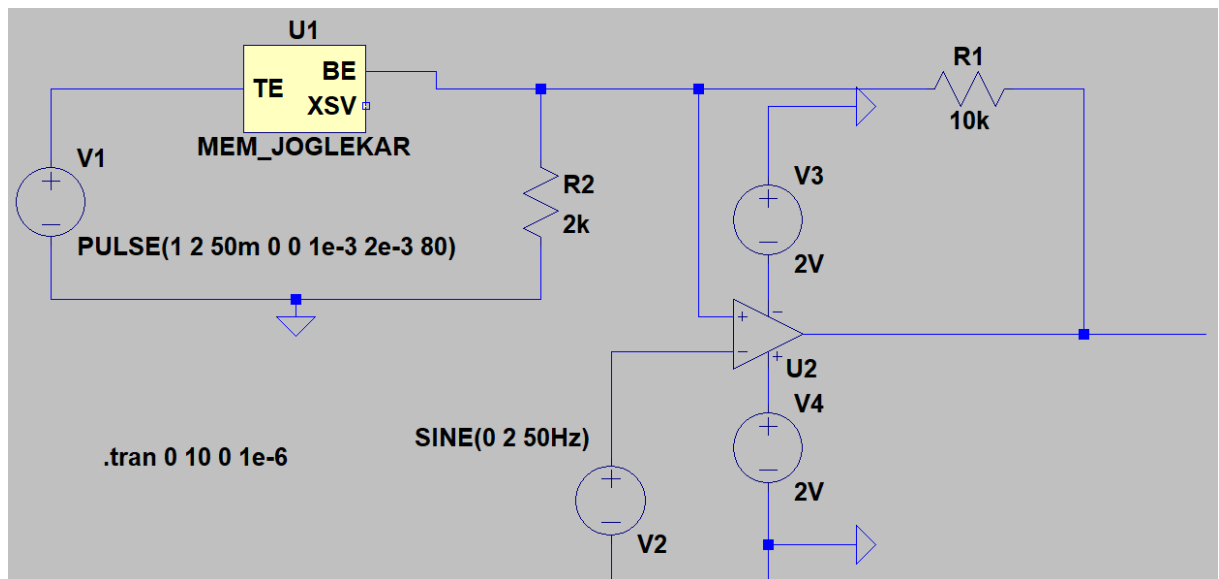 U1
TE
BE
XSV
MEM_JOGLEKAR
V1
PULSE(1 2 50m 0 0 1e-3 2e-3 80)
R2
2k
R1
10k
V3
2V
U2
V4
2V
SINE(0 2 50Hz)
V2
.tran 0 10 0 1e-6